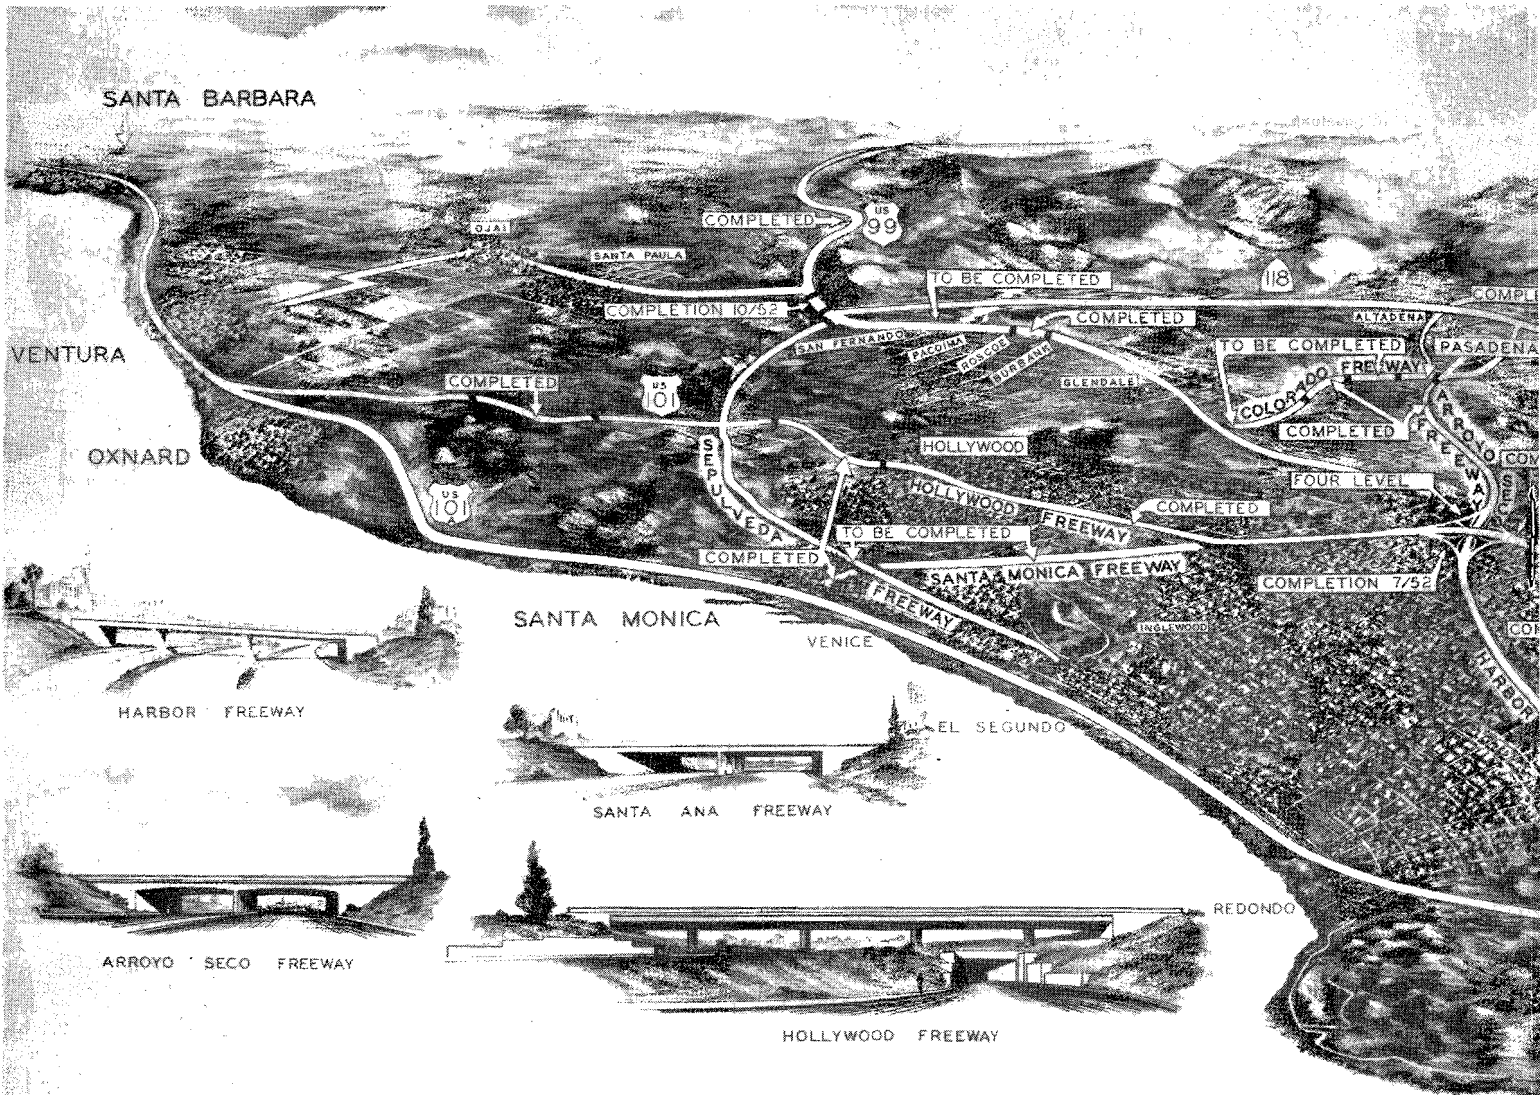 SANTA BARBARA
COMPLETED
US
99
OJAI
SANTA PAULA
TO BE COMPLETED
118
COMPLETION 10/52
COMPLETED
ALTADENA
SAN FERNANDO
PACOIMA
ROSCOE
BURBANK
TO BE COMPLETED
PASADENA
VENTURA
COMPLETED
US
101
GLENDALE
COLORADO FREEWAY
COMPLETED
ARROYO SECO
FREEWAY
OXNARD
HOLLYWOOD
FOUR LEVEL
US
101
A
SEPULVEDA
FREEWAY
HOLLYWOOD FREEWAY
COMPLETED
TO BE COMPLETED
COMPLETED
SANTA MONICA FREEWAY
COMPLETION 7/52
SANTA MONICA
VENICE
INGLEWOOD
HARBOR
HARBOR FREEWAY
EL SEGUNDO
SANTA ANA FREEWAY
REDONDO
ARROYO SECO FREEWAY
HOLLYWOOD FREEWAY